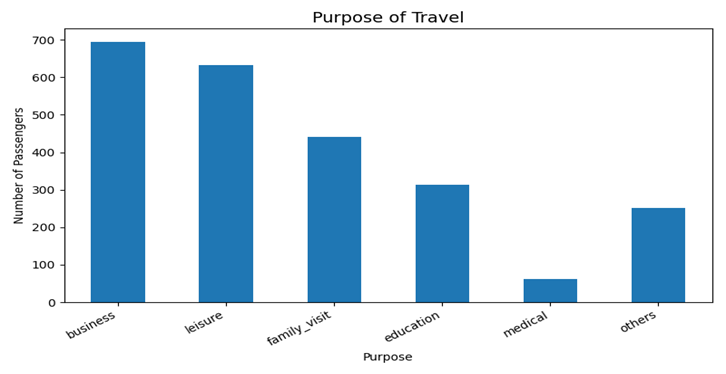 Purpose of Travel
Number of Passengers
700
600
500
400
300
200
100
0
business
leisure
family_visit
education
medical
others
Purpose